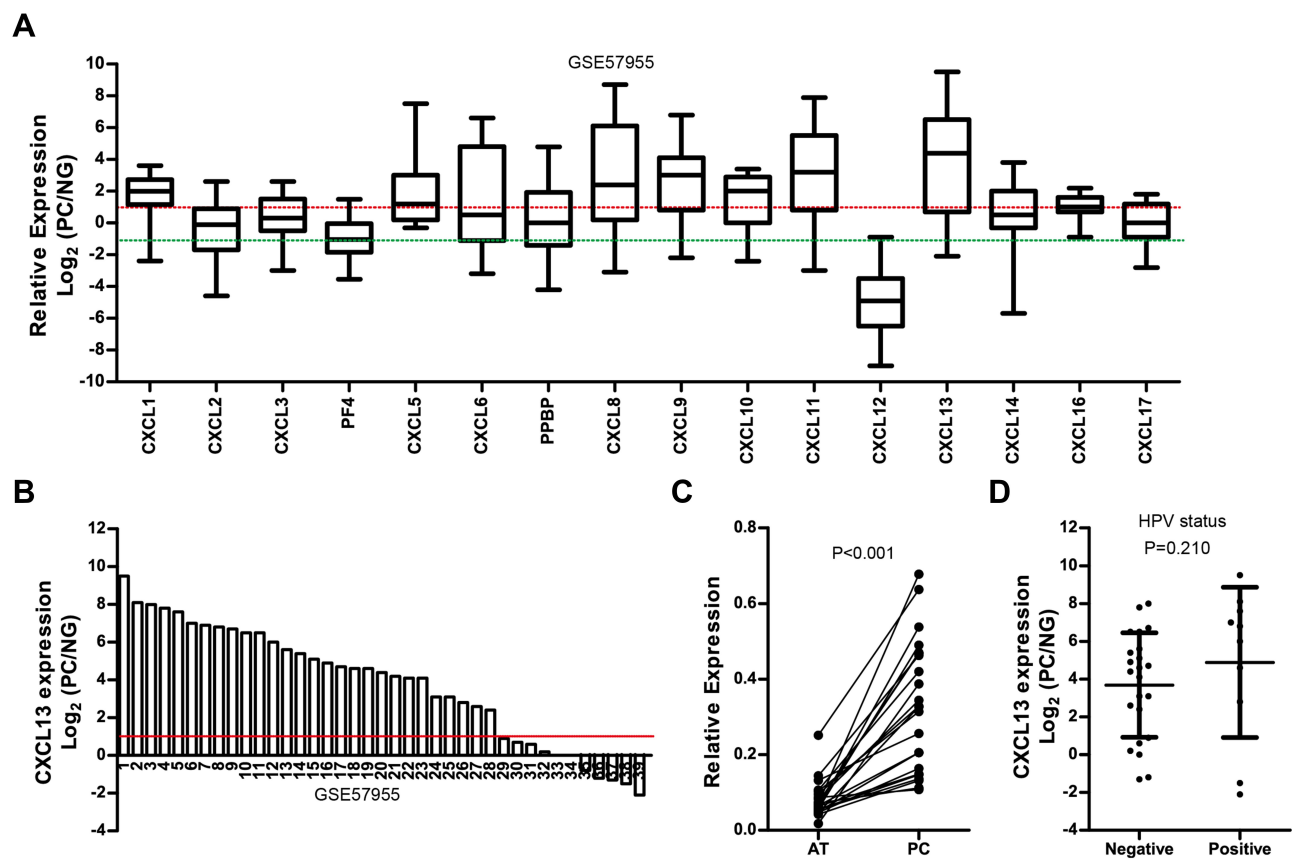 A
GSE57955
Relative Expression
Log2 (PC/NG)
10
8
6
4
2
0
-2
-4
-6
-8
-10
CXCL1 CXCL2 CXCL3 PF4 CXCL5 CXCL6 PPBP CXCL8 CXCL9 CXCL10 CXCL11 CXCL12 CXCL13 CXCL14 CXCL16 CXCL17
B
CXCL13 expression
Log2 (PC/NG)
12
10
8
6
4
2
0
-2
-4
1 2 3 4 5 6 7 8 9 10 11 12 13 14 15 16 17 18 19 20 21 22 23 24 25 26 27 28 29 30 31 32 33 34 35 36 37 38 39
GSE57955
C
P<0.001
Relative Expression
0.8
0.6
0.4
0.2
0.0
AT PC
D
HPV status
P=0.210
CXCL13 expression
Log2 (PC/NG)
12
10
8
6
4
2
0
-2
-4
Negative Positive